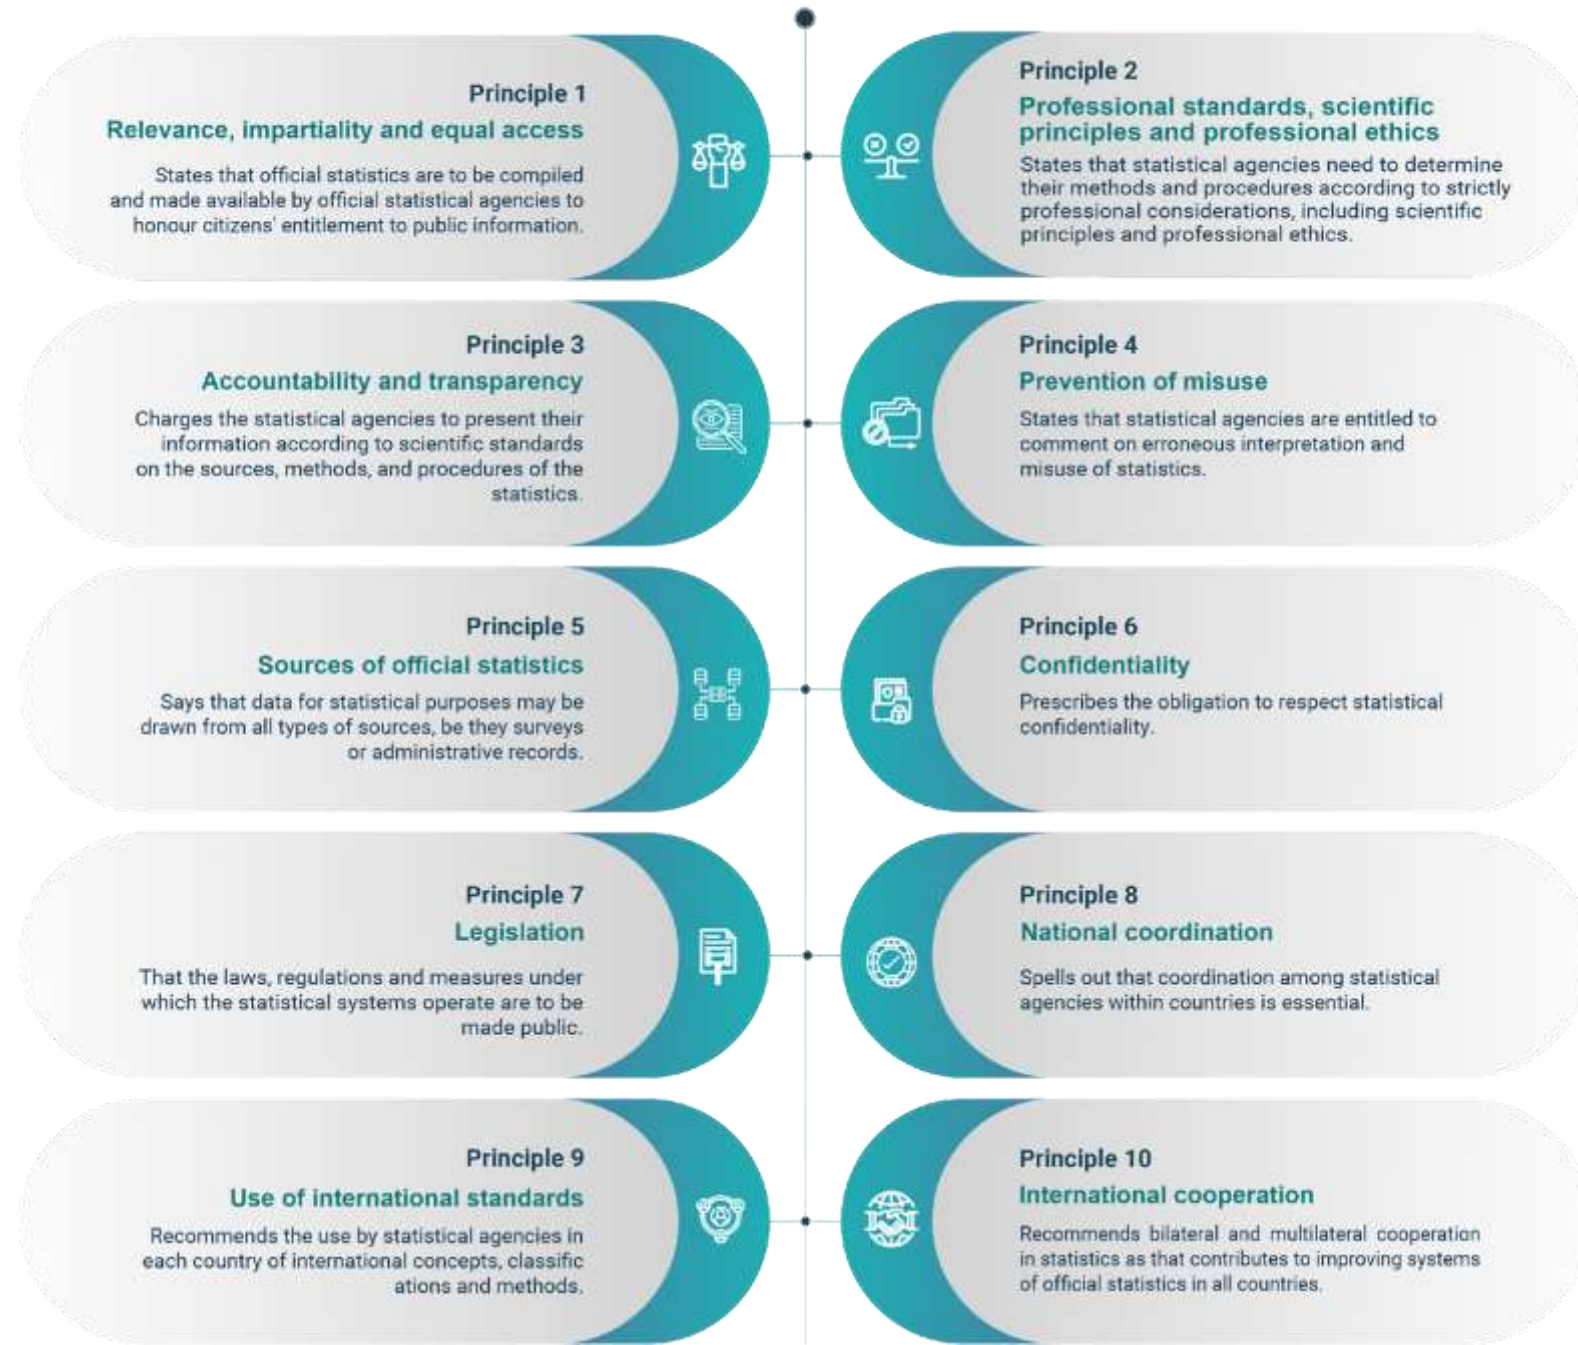 Principle 1
Relevance, impartiality and equal access
States that official statistics are to be compiled
and made available by official statistical agencies to
honour citizens' entitlement to public information.
Principle 2
Professional standards, scientific
principles and professional ethics
States that statistical agencies need to determine
their methods and procedures according to strictly
professional considerations, including scientific
principles and professional ethics.
Principle 3
Accountability and transparency
Charges the statistical agencies to present their
information according to scientific standards
on the sources, methods, and procedures of the
statistics.
Principle 4
Prevention of misuse
States that statistical agencies are entitled to
comment on erroneous interpretation and
misuse of statistics.
Principle 5
Sources of official statistics
Says that data for statistical purposes may be
drawn from all types of sources, be they surveys
or administrative records.
Principle 6
Confidentiality
Prescribes the obligation to respect statistical
confidentiality.
Principle 7
Legislation
That the laws, regulations and measures under
which the statistical systems operate are to be
made public.
Principle 8
National coordination
Spells out that coordination among statistical
agencies within countries is essential.
Principle 9
Use of international standards
Recommends the use by statistical agencies in
each country of international concepts, classific
ations and methods.
Principle 10
International cooperation
Recommends bilateral and multilateral cooperation
in statistics as that contributes to improving systems
of official statistics in all countries.